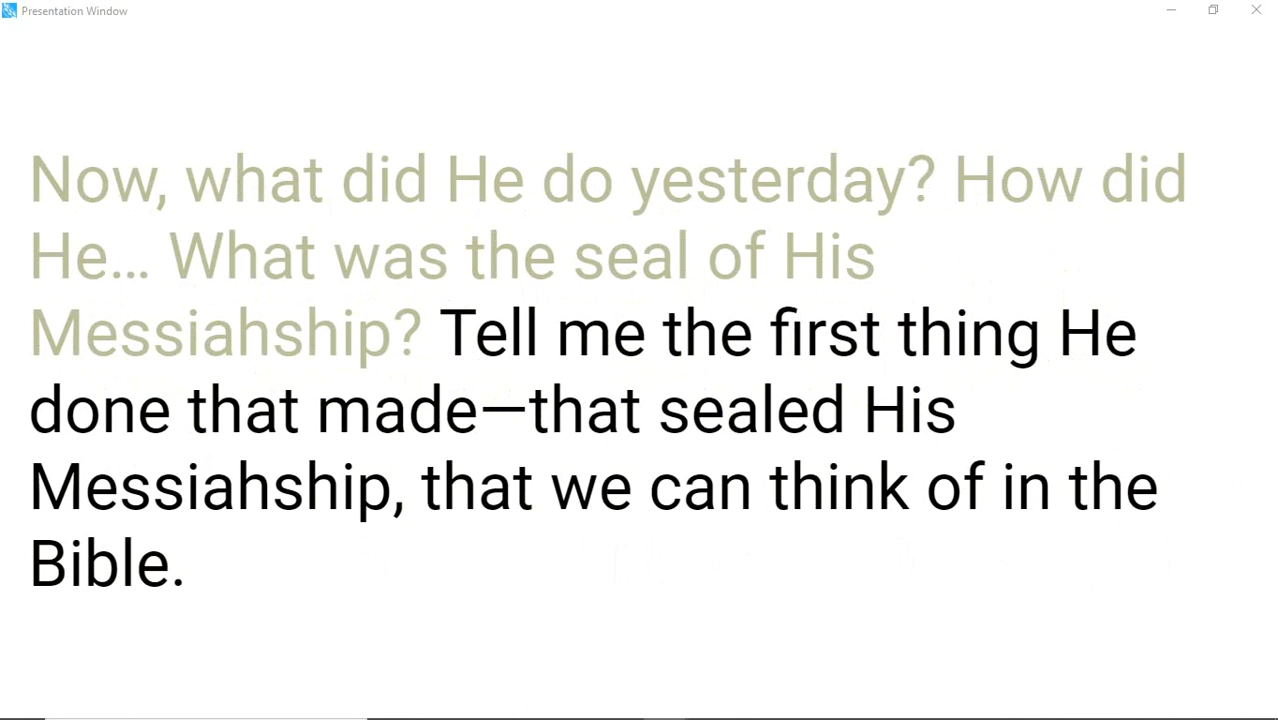 Presentation Window
Now, what did He do yesterday? How did
He... What was the seal of His
Messiahship? Tell me the first thing He
done that made—that sealed His
Messiahship, that we can think of in the
Bible.